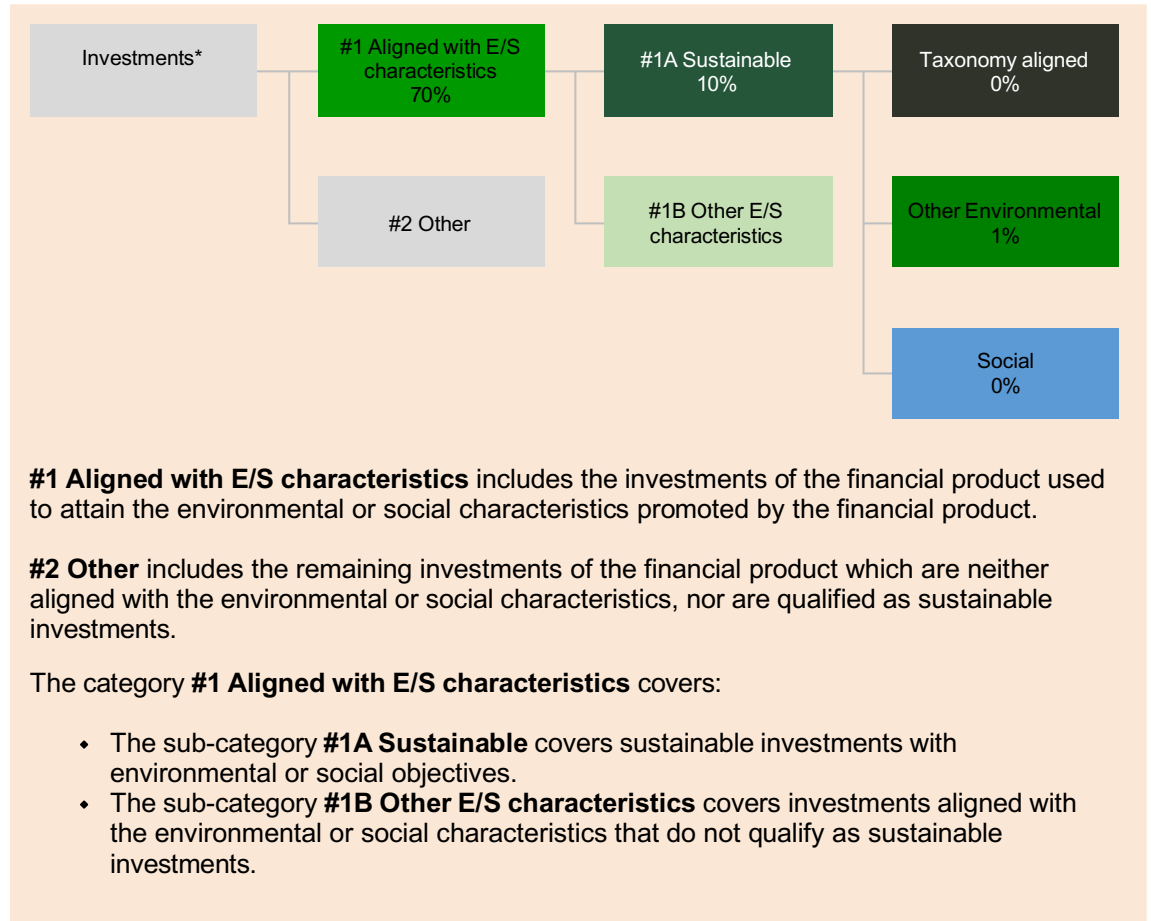 Investments*
#1 Aligned with E/S
characteristics
70%
#1A Sustainable
10%
Taxonomy aligned
0%
#2 Other
#1B Other E/S
characteristics
Other Environmental
1%
Social
0%
#1 Aligned with E/S characteristics includes the investments of the financial product used
to attain the environmental or social characteristics promoted by the financial product.
#2 Other includes the remaining investments of the financial product which are neither
aligned with the environmental or social characteristics, nor are qualified as sustainable
investments.
The category #1 Aligned with E/S characteristics covers:
• The sub-category #1A Sustainable covers sustainable investments with
environmental or social objectives.
• The sub-category #1B Other E/S characteristics covers investments aligned with
the environmental or social characteristics that do not qualify as sustainable
investments.